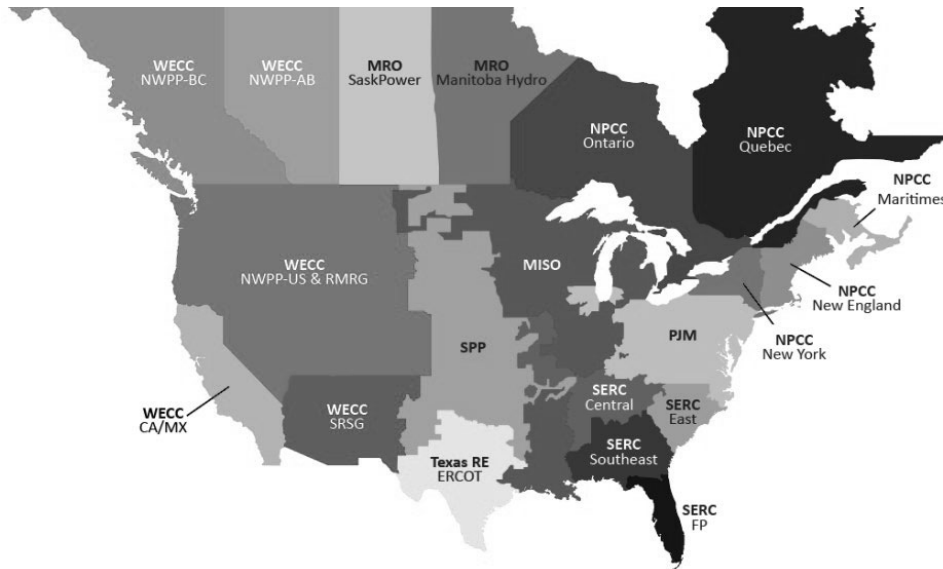 WECC
NWPP-BC
WECC
NWPP-AB
MRO
SaskPower
MRO
Manitoba Hydro
NPCC
Ontario
NPCC
Quebec
NPCC
Maritimes
WECC
NWPP-US & RMRG
MISO
NPCC
New England
SPP
PJM
NPCC
New York
WECC
CA/MX
WECC
SRSG
SERC
Central
SERC
East
Texas RE
ERCOT
SERC
Southeast
SERC
FP